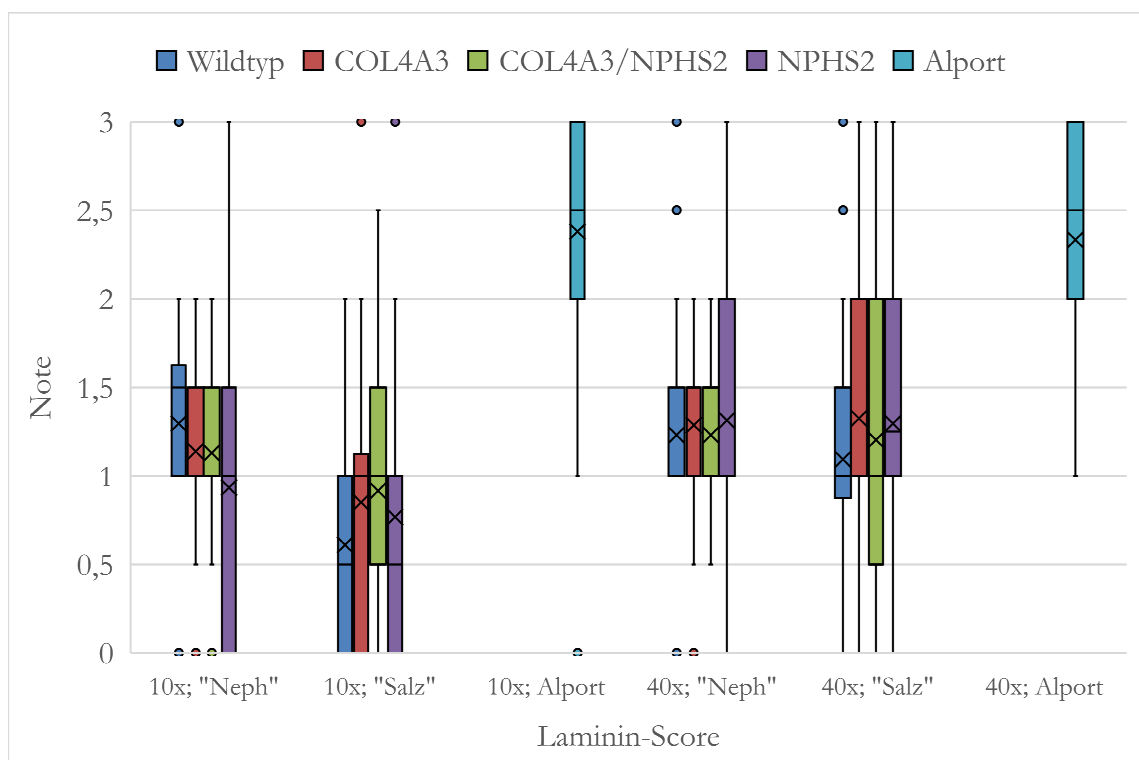 Wildtyp COL4A3 COL4A3/NPHS2 NPHS2 Alport
3
2,5
2
1,5
1
0,5
0
Note
10x; "Neph" 10x; "Salz" 10x; Alport 40x; "Neph" 40x; "Salz" 40x; Alport
Laminin-Score